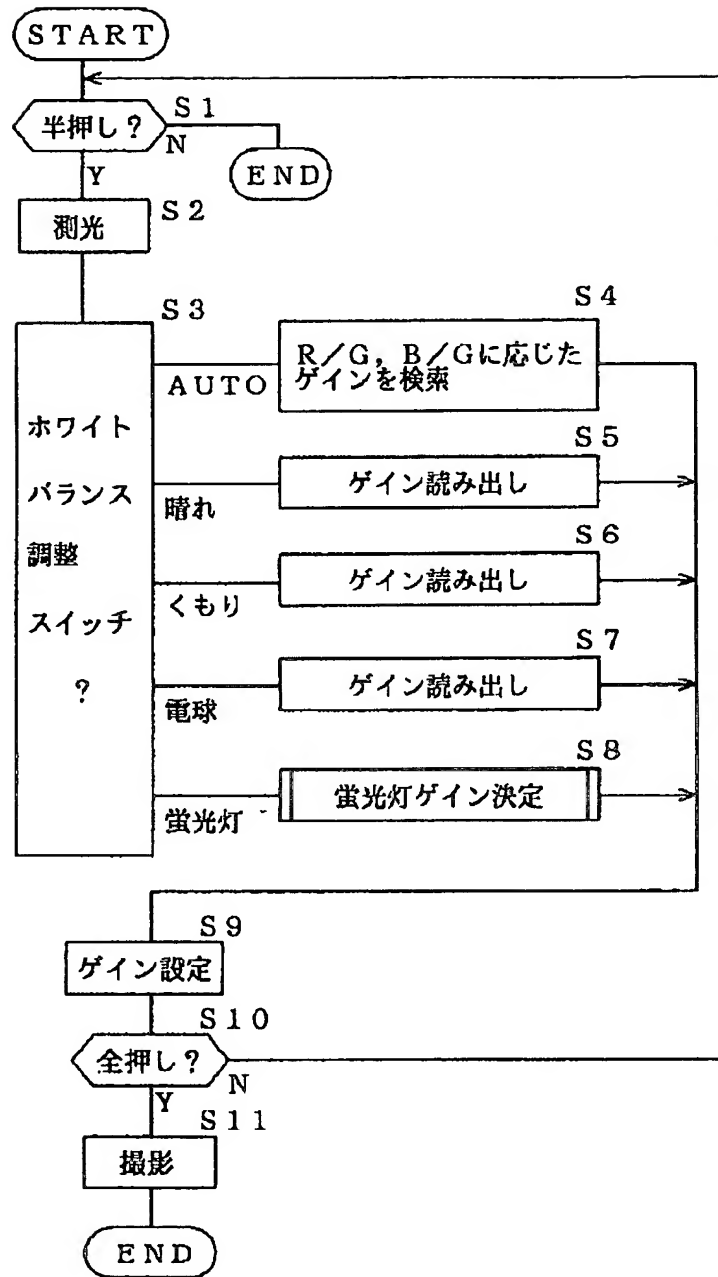 START
半押し?
S1
N
END
Y
測光
S2
ホワイト
バランス
調整
スイッチ
?
S3
AUTO
R/G, B/Gに応じた
ゲインを検索
S4
晴れ
ゲイン読み出し
S5
くもり
ゲイン読み出し
S6
電球
ゲイン読み出し
S7
蛍光灯
蛍光灯ゲイン決定
S8
ゲイン設定
S9
全押し?
S10
N
Y
撮影
S11
END